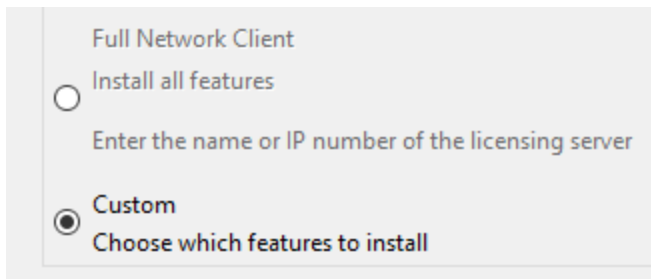 Full Network Client
Install all features
Enter the name or IP number of the licensing server
Custom
Choose which features to install